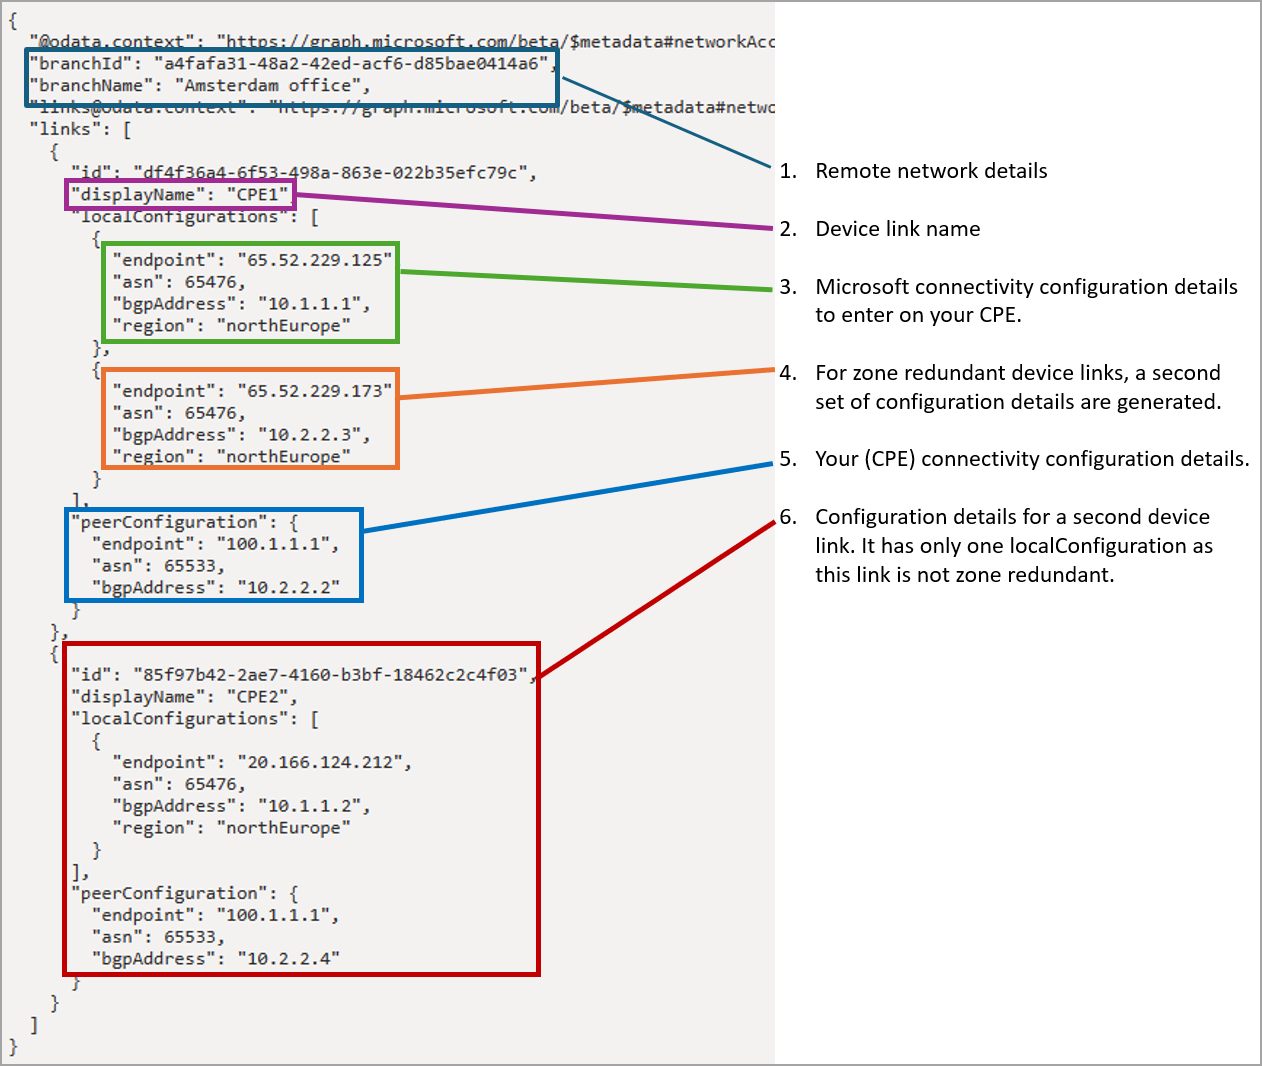 {
"@odata.context": "https://graph.microsoft.com/beta/$metadata#networkAcc
"branchId": "a4fafa31-48a2-42ed-acf6-d85bae0414a6",
"branchName": "Amsterdam office",
"links@odata.context": "https://graph.microsoft.com/beta/$metadata#netwo
"links": [
{
"id": "df4f36a4-6f53-498a-863e-022b35efc79c",
"displayName": "CPE1",
"localConfigurations": [
{
"endpoint": "65.52.229.125"
"asn": 65476,
"bgpAddress": "10.1.1.1",
"region": "northEurope"
},
{
"endpoint": "65.52.229.173"
"asn": 65476,
"bgpAddress": "10.2.2.3",
"region": "northEurope"
}
],
"peerConfiguration": {
"endpoint": "100.1.1.1",
"asn": 65533,
"bgpAddress": "10.2.2.2"
}
},
{
"id": "85f97b42-2ae7-4160-b3bf-18462c2c4f03",
"displayName": "CPE2",
"localConfigurations": [
{
"endpoint": "20.166.124.212",
"asn": 65476,
"bgpAddress": "10.1.1.2",
"region": "northEurope"
}
],
"peerConfiguration": {
"endpoint": "100.1.1.1",
"asn": 65533,
"bgpAddress": "10.2.2.4"
}
}
]
}
1. Remote network details
2. Device link name
3. Microsoft connectivity configuration details
to enter on your CPE.
4. For zone redundant device links, a second
set of configuration details are generated.
5. Your (CPE) connectivity configuration details.
6. Configuration details for a second device
link. It has only one localConfiguration as
this link is not zone redundant.